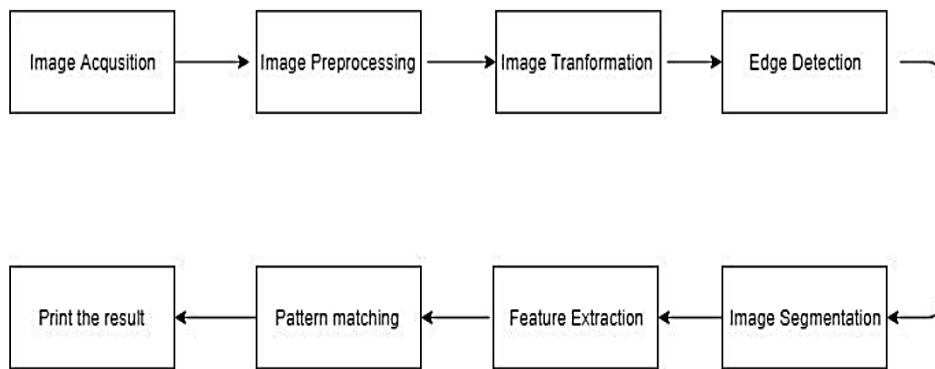 Image Acqusition
Image Preprocessing
Image Tranformation
Edge Detection
Image Segmentation
Feature Extraction
Pattern matching
Print the result